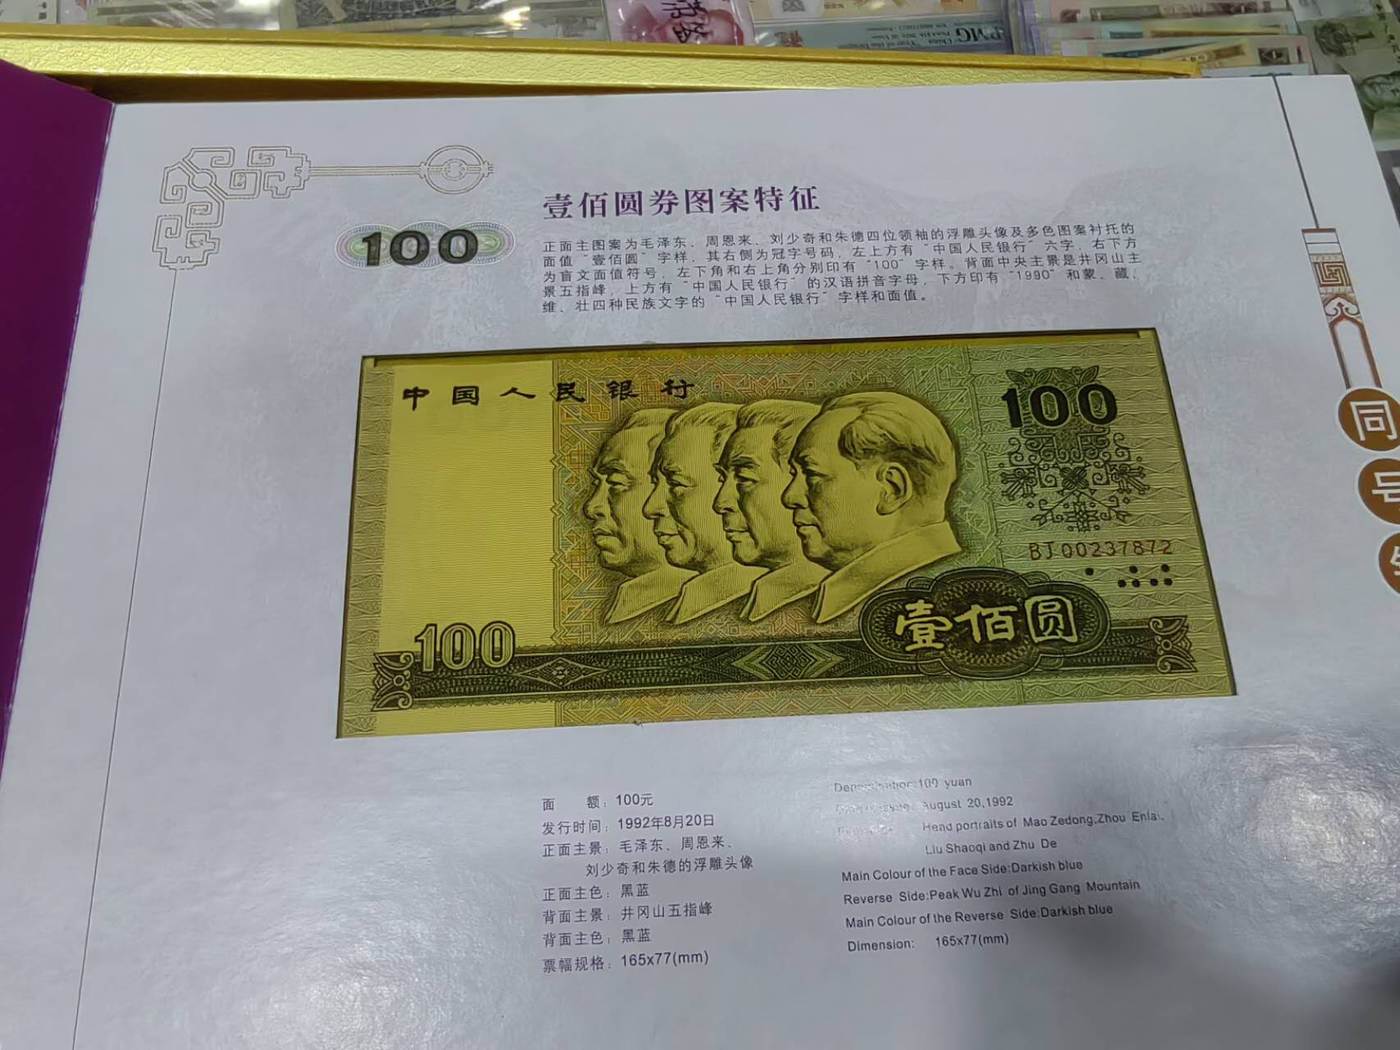 PMG
壹佰圆券图案特征
100
正面主图案为毛泽东、周恩来、刘少奇和朱德四位领袖的浮雕头像及多色图案衬托的
面值“壹佰圆”字样，其右侧为冠字号码，左上方有“中国人民银行”六字，右下方
为盲文面值符号，左下角和右上角分别印有“100”字样。背面中央主景是井冈山主
景五指峰，上方有“中国人民银行”的汉语拼音字母，下方印有“1990”和蒙、藏、
维、壮四种民族文字的“中国人民银行”字样和面值。
中国人民银行
100
BJ00237872
壹佰圆
100
同
号
面 额：100元
发行时间：1992年8月20日
正面主景：毛泽东、周恩来、
刘少奇和朱德的浮雕头像
正面主色：黑蓝
背面主景：井冈山五指峰
背面主色：黑蓝
票幅规格：165x77(mm)
Denomination:100 yuan
August 20,1992
Head portraits of Mao Zedong.Zhou Enlai.
Liu Shaoqi and Zhu De
Main Colour of the Face Side:Darkish blue
Reverse Side:Peak Wu Zhi of Jing Gang Mountain
Main Colour of the Reverse Side:Darkish blue
Dimension: 165x77(mm)